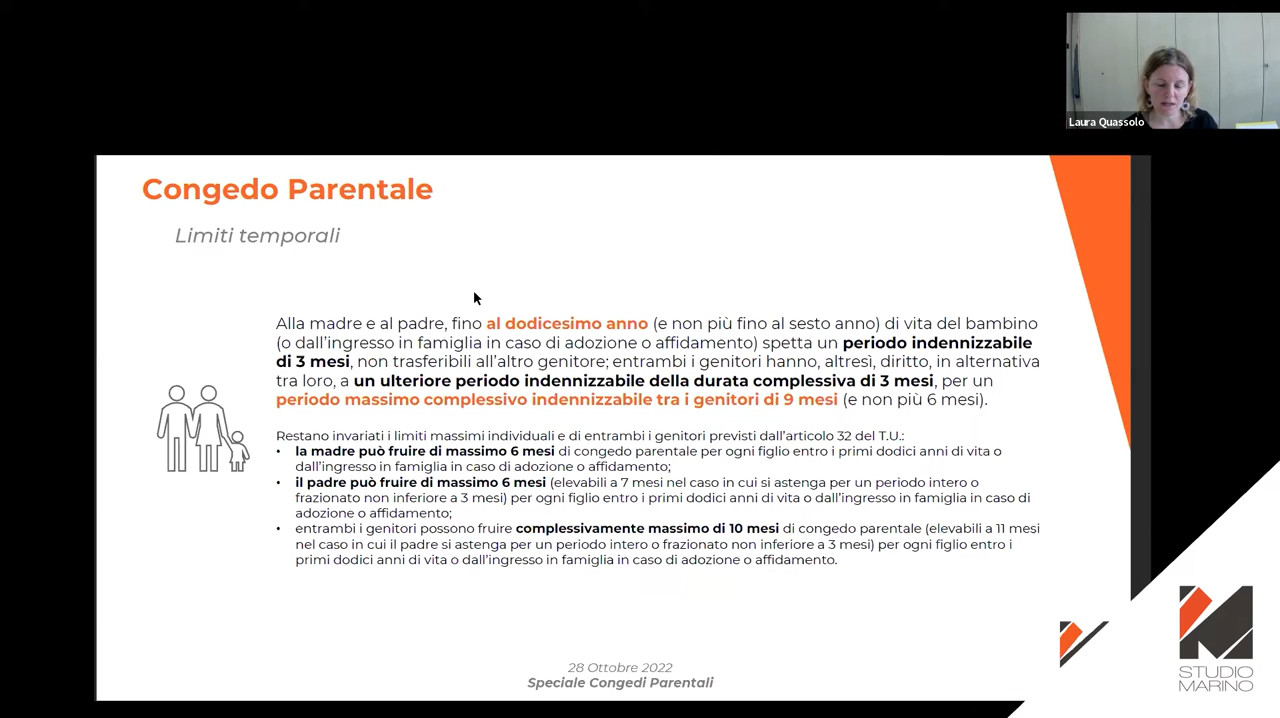 Laura Quassolo
Congedo Parentale
Limiti temporali
Alla madre e al padre, fino al dodicesimo anno (e non più fino al sesto anno) di vita del bambino
(o dall'ingresso in famiglia in caso di adozione o affidamento) spetta un periodo indennizzabile
di 3 mesi, non trasferibili all'altro genitore; entrambi i genitori hanno, altresì, diritto, in alternativa
tra loro, a un ulteriore periodo indennizzabile della durata complessiva di 3 mesi, per un
periodo massimo complessivo indennizzabile tra i genitori di 9 mesi (e non più 6 mesi).
Restano invariati i limiti massimi individuali e di entrambi i genitori previsti dall'articolo 32 del T.U.:
• la madre può fruire di massimo 6 mesi di congedo parentale per ogni figlio entro i primi dodici anni di vita o
dall'ingresso in famiglia in caso di adozione o affidamento;
• il padre può fruire di massimo 6 mesi (elevabili a 7 mesi nel caso in cui si astenga per un periodo intero o
frazionato non inferiore a 3 mesi) per ogni figlio entro i primi dodici anni di vita o dall'ingresso in famiglia in caso di
adozione o affidamento;
• entrambi i genitori possono fruire complessivamente massimo di 10 mesi di congedo parentale (elevabili a 11 mesi
nel caso in cui il padre si astenga per un periodo intero o frazionato non inferiore a 3 mesi) per ogni figlio entro i
primi dodici anni di vita o dall'ingresso in famiglia in caso di adozione o affidamento.
28 Ottobre 2022
Speciale Congedi Parentali
STUDIO
MARINO